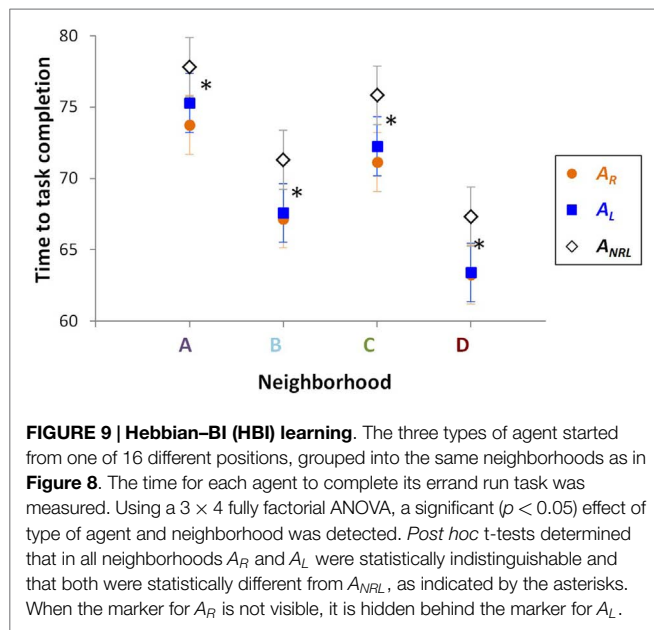 80
75
70
65
60
Time to task completion
*
*
*
*
A B C D
Neighborhood
A_R
A_L
A_NRL
FIGURE 9 | Hebbian–BI (HBI) learning. The three types of agent started
from one of 16 different positions, grouped into the same neighborhoods as in
Figure 8. The time for each agent to complete its errand run task was
measured. Using a 3 × 4 fully factorial ANOVA, a significant (p < 0.05) effect of
type of agent and neighborhood was detected. Post hoc t-tests determined
that in all neighborhoods A_R and A_L were statistically indistinguishable and
that both were statistically different from A_NRL, as indicated by the asterisks.
When the marker for A_R is not visible, it is hidden behind the marker for A_L.